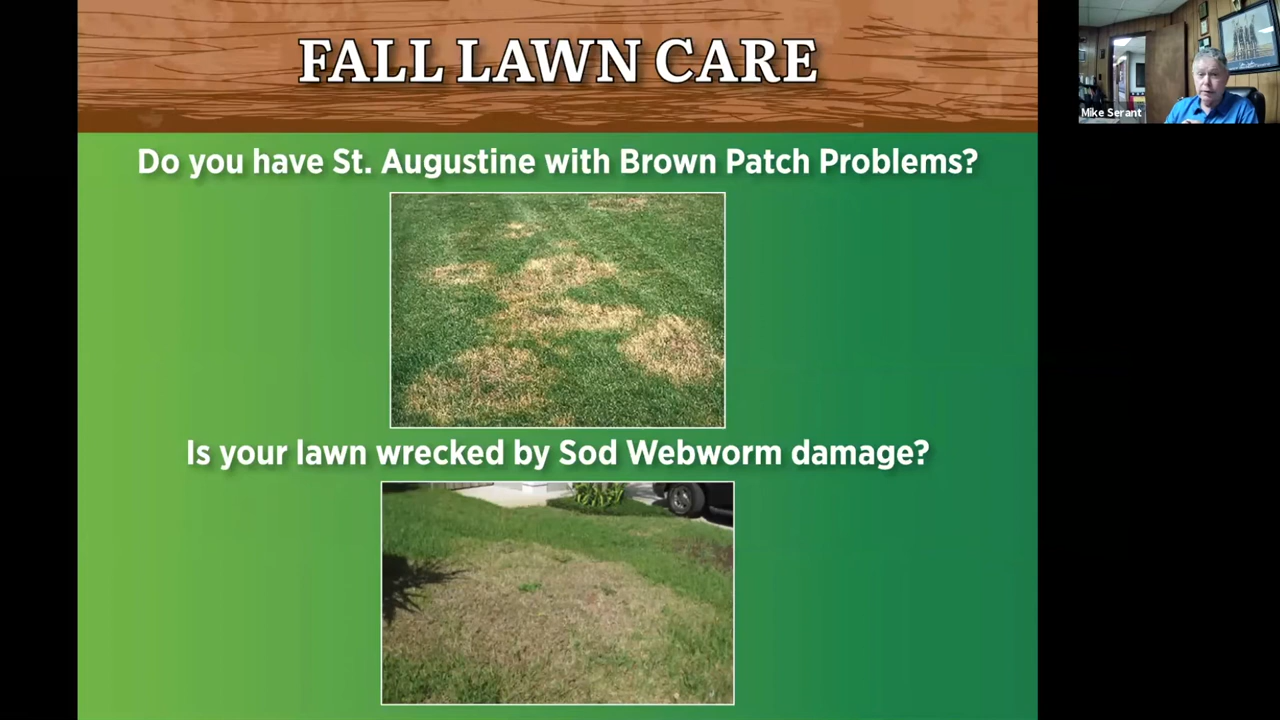 FALL LAWN CARE
Mike Serant
Do you have St. Augustine with Brown Patch Problems?
Is your lawn wrecked by Sod Webworm damage?